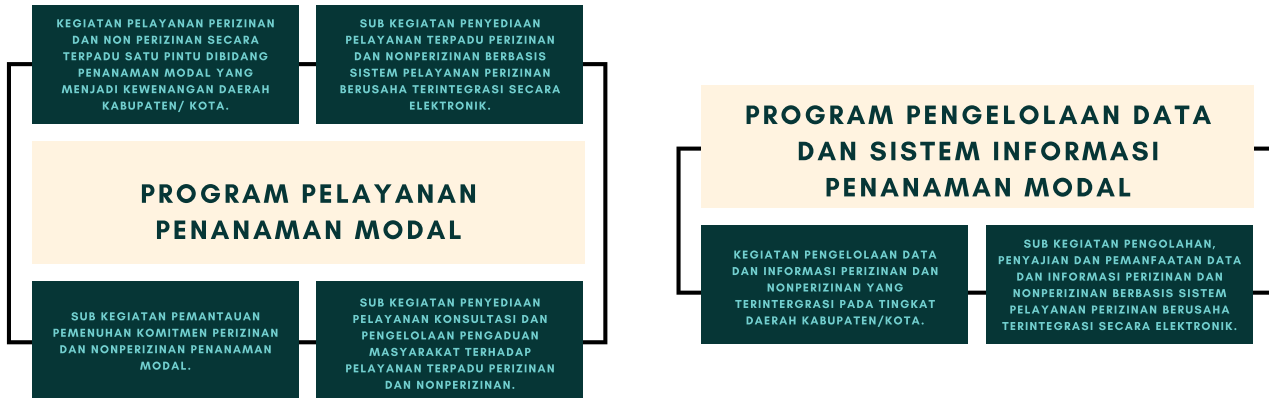 KEGIATAN PELAYANAN PERIZINAN
DAN NON PERIZINAN SECARA
TERPADU SATU PINTU DIBIDANG
PENANAMAN MODAL YANG
MENJADI KEWENANGAN DAERAH
KABUPATEN/ KOTA.
SUB KEGIATAN PENYEDIAAN
PELAYANAN TERPADU PERIZINAN
DAN NONPERIZINAN BERBASIS
SISTEM PELAYANAN PERIZINAN
BERUSAHA TERINTEGRASI SECARA
ELEKTRONIK.
PROGRAM PELAYANAN
PENANAMAN MODAL
SUB KEGIATAN PEMANTAUAN
PEMENUHAN KOMITMEN PERIZINAN
DAN NONPERIZINAN PENANAMAN
MODAL.
SUB KEGIATAN PENYEDIAAN
PELAYANAN KONSULTASI DAN
PENGELOLAAN PENGADUAN
MASYARAKAT TERHADAP
PELAYANAN TERPADU PERIZINAN
DAN NONPERIZINAN.
PROGRAM PENGELOLAAN DATA
DAN SISTEM INFORMASI
PENANAMAN MODAL
KEGIATAN PENGELOLAAN DATA
DAN INFORMASI PERIZINAN DAN
NONPERIZINAN YANG
TERINTERGRASI PADA TINGKAT
DAERAH KABUPATEN/KOTA.
SUB KEGIATAN PENGOLAHAN,
PENYAJIAN DAN PEMANFAATAN DATA
DAN INFORMASI PERIZINAN DAN
NONPERIZINAN BERBASIS SISTEM
PELAYANAN PERIZINAN BERUSAHA
TERINTEGRASI SECARA ELEKTRONIK.